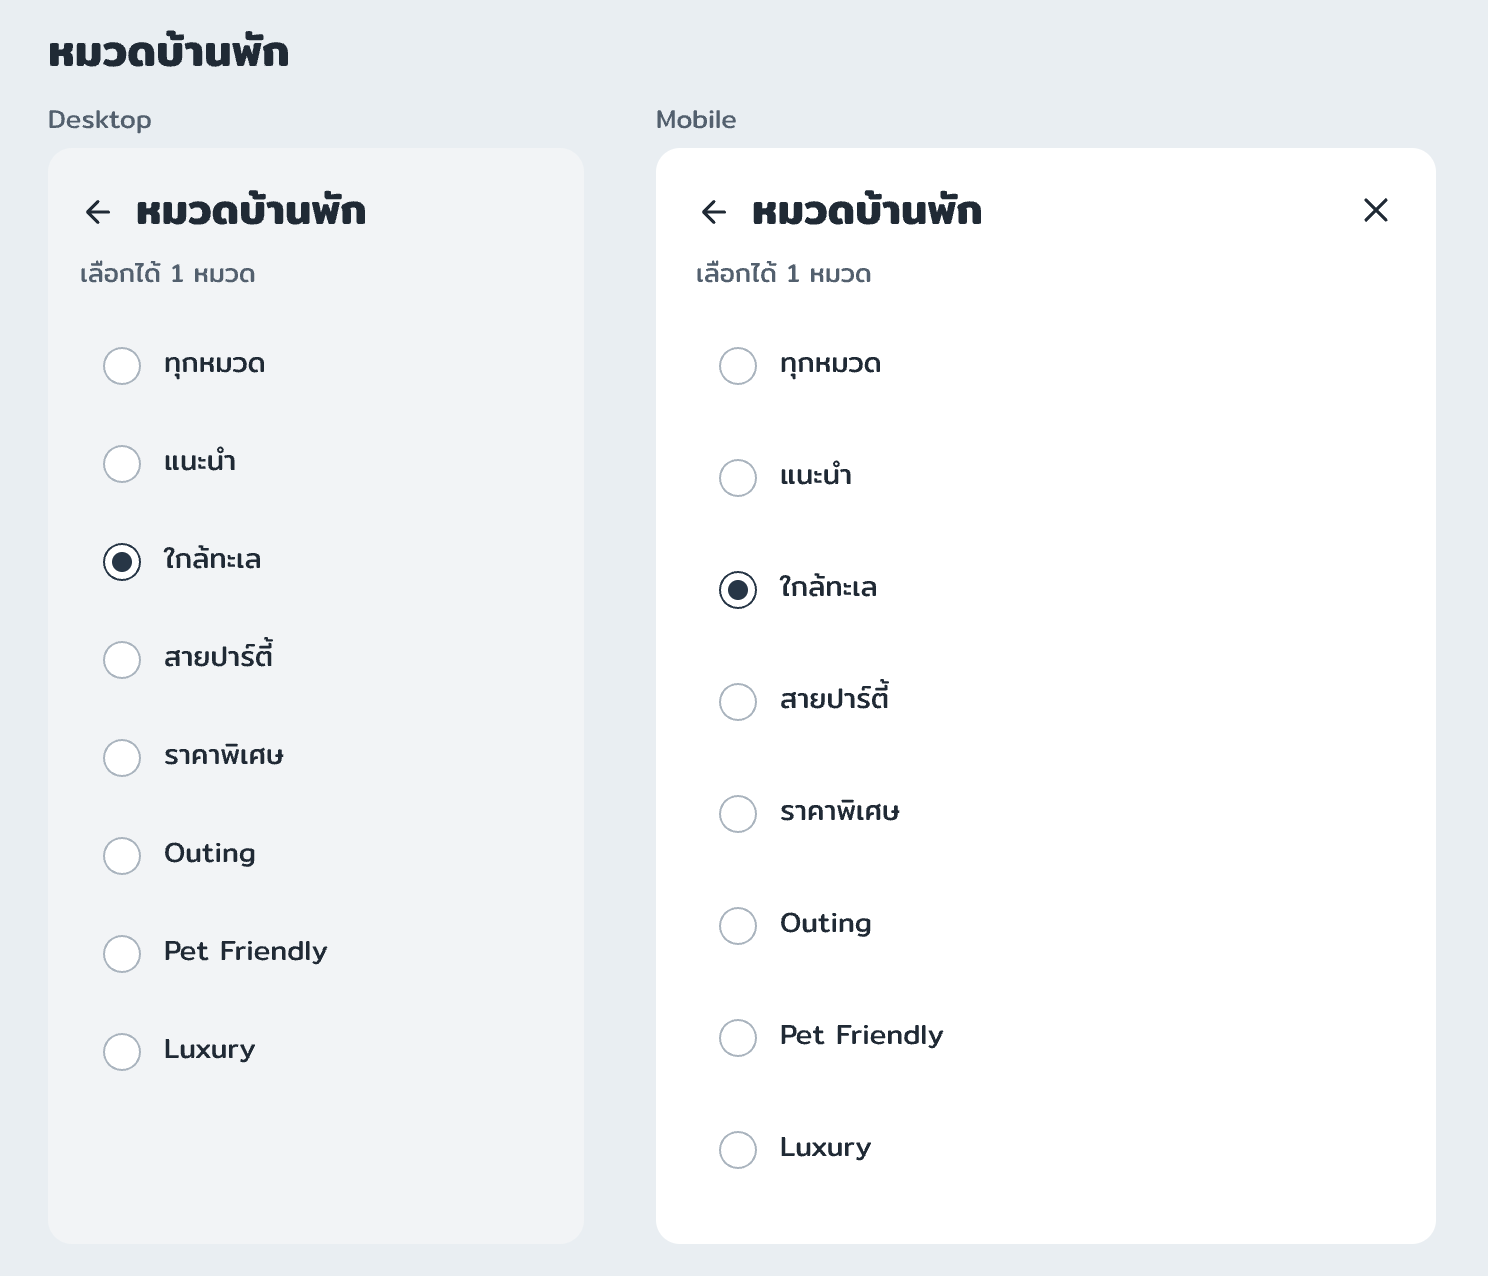 หมวดบ้านพัก
Desktop
หมวดบ้านพัก
เลือกได้ 1 หมวด
ทุกหมวด
แนะนำ
ใกล้ทะเล
สายปาร์ตี้
ราคาพิเศษ
Outing
Pet Friendly
Luxury
Mobile
หมวดบ้านพัก
เลือกได้ 1 หมวด
ทุกหมวด
แนะนำ
ใกล้ทะเล
สายปาร์ตี้
ราคาพิเศษ
Outing
Pet Friendly
Luxury